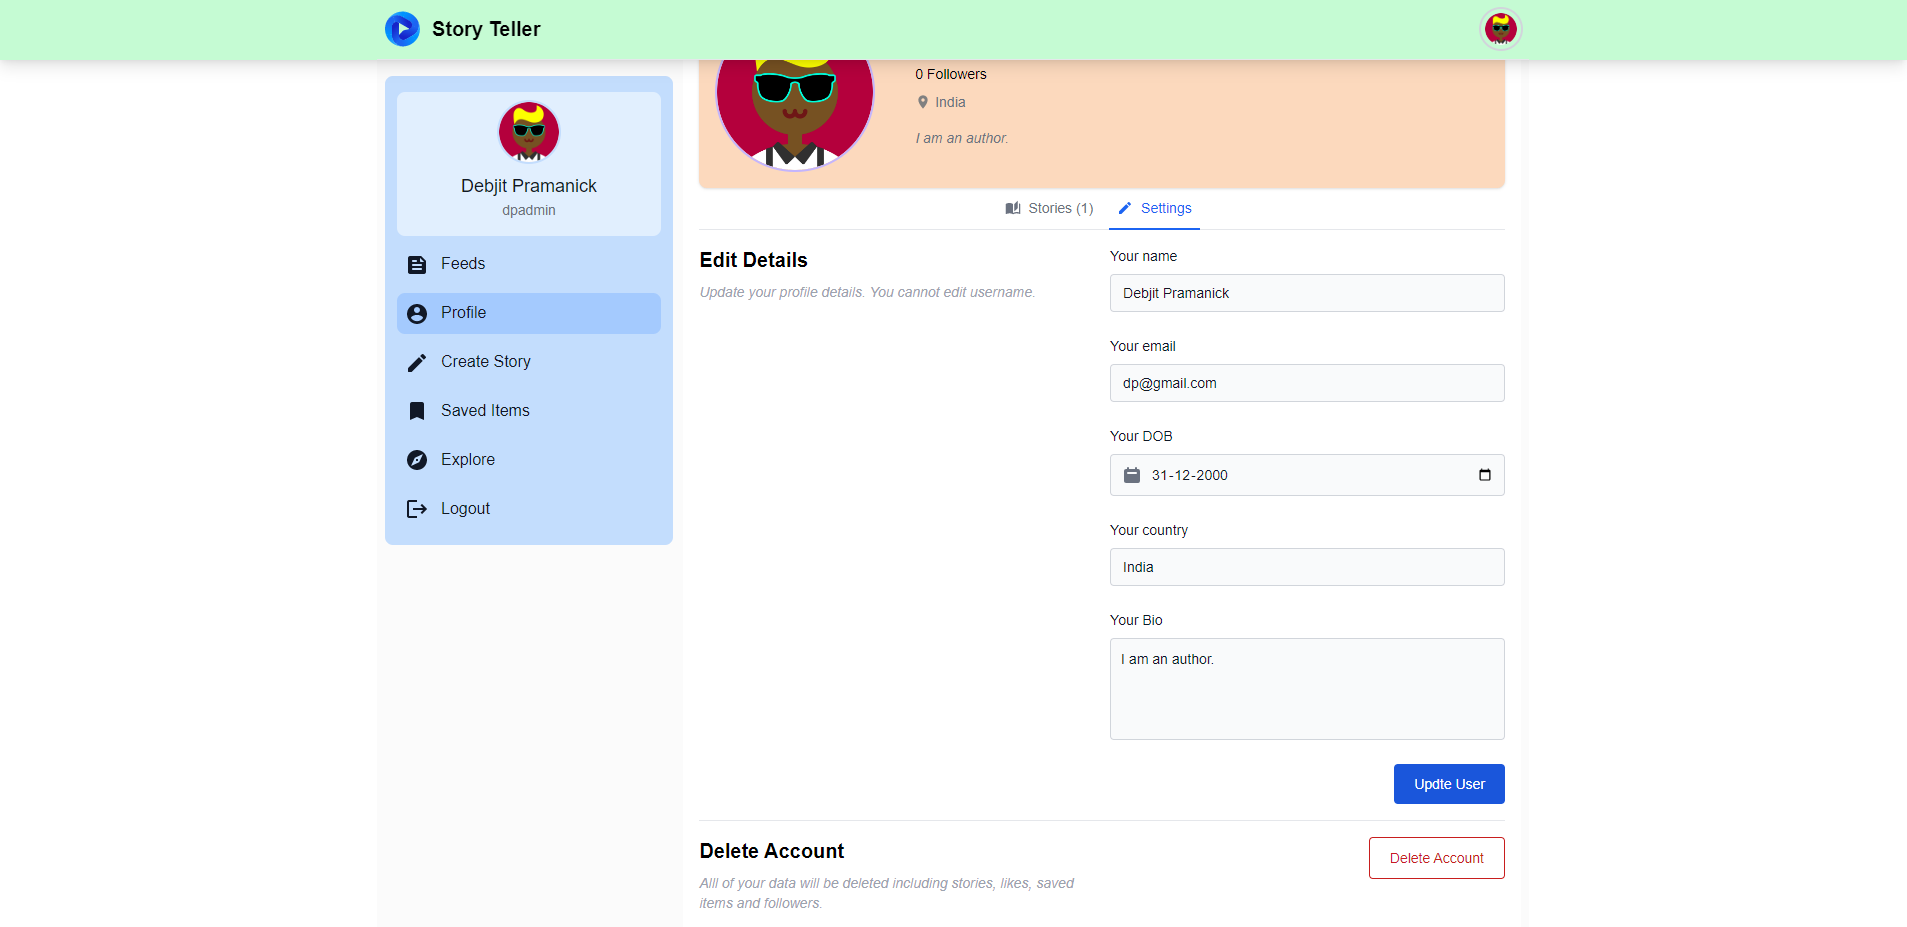 Story Teller
Debjit Pramanick
dpadmin
Feeds
Profile
Create Story
Saved Items
Explore
Logout
0 Followers
India
I am an author.
Stories (1)
Settings
Edit Details
Update your profile details. You cannot edit username.
Your name
Debjit Pramanick
Your email
dp@gmail.com
Your DOB
31-12-2000
Your country
India
Your Bio
I am an author.
Updte User
Delete Account
Alll of your data will be deleted including stories, likes, saved
items and followers.
Delete Account